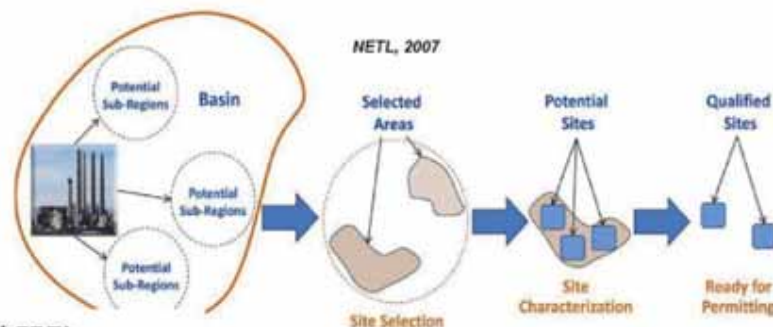 NETL, 2007
Potential
Sub-Regions
Basin
Potential
Sub-Regions
Potential
Sub-Regions
Selected
Areas
Site Selection
Potential
Sites
Site
Characterization
Qualified
Sites
Ready for
Permitting